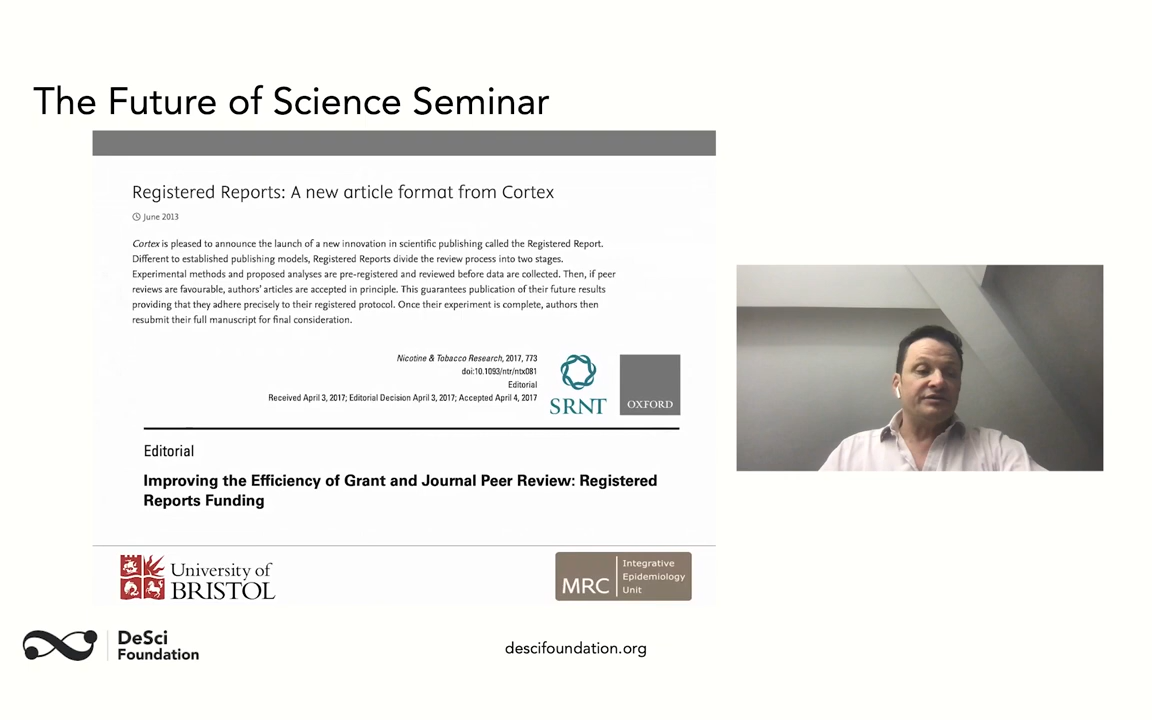 The Future of Science Seminar
Registered Reports: A new article format from Cortex
June 2013
Cortex is pleased to announce the launch of a new innovation in scientific publishing called the Registered Report.
Different to established publishing models, Registered Reports divide the review process into two stages.
Experimental methods and proposed analyses are pre-registered and reviewed before data are collected. Then, if peer
reviews are favourable, authors' articles are accepted in principle. This guarantees publication of their future results
providing that they adhere precisely to their registered protocol. Once their experiment is complete, authors then
resubmit their full manuscript for final consideration.
Nicotine & Tobacco Research, 2017, 773
doi:10.1093/ntr/ntx081
Editorial
Received April 3, 2017; Editorial Decision April 3, 2017; Accepted April 4, 2017
SRNT
OXFORD
Editorial
Improving the Efficiency of Grant and Journal Peer Review: Registered
Reports Funding
University of
BRISTOL
MRC
Integrative
Epidemiology
Unit
DeSci
Foundation
descifoundation.org